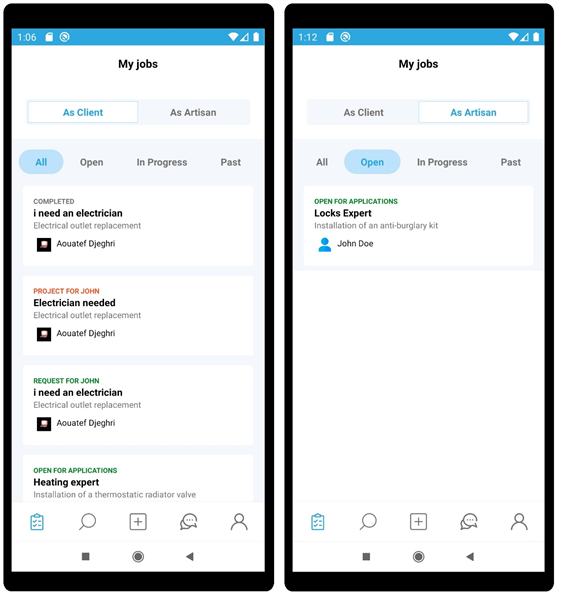 1:06
My jobs
As Client
As Artisan
All
Open
In Progress
Past
COMPLETED
i need an electrician
Electrical outlet replacement
Aouatef Djeghri
PROJECT FOR JOHN
Electrician needed
Electrical outlet replacement
Aouatef Djeghri
REQUEST FOR JOHN
i need an electrician
Electrical outlet replacement
Aouatef Djeghri
OPEN FOR APPLICATIONS
Heating expert
Installation of a thermostatic radiator valve
1:12
My jobs
As Client
As Artisan
All
Open
In Progress
Past
OPEN FOR APPLICATIONS
Locks Expert
Installation of an anti-burglary kit
John Doe